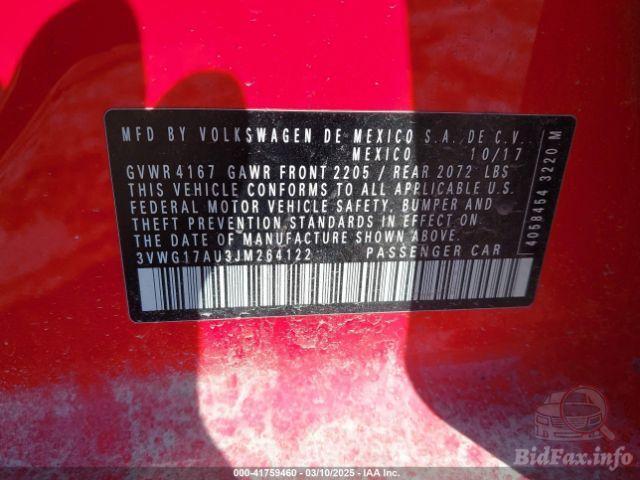 MFD BY VOLKSWAGEN DE MEXICO S.A. DE C.V.
MEXICO 10/17
GVWR 4167 GAWR FRONT 2205 / REAR 2072 LBS
THIS VEHICLE CONFORMS TO ALL APPLICABLE U.S.
FEDERAL MOTOR VEHICLE SAFETY, BUMPER AND
THEFT PREVENTION STANDARDS IN EFFECT ON
THE DATE OF MANUFACTURE SHOWN ABOVE.
3VWG17AU3JM264122 PASSENGER CAR
4058454 3220 M
000-41759460 - 03/10/2025 - IAA Inc.
BidFax.info